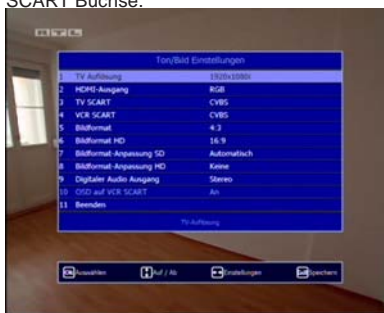 SCART Buchse.
RTL
Ton/Bild Einstellungen
1 TV Auflösung 1920x1080i
2 HDMI-Ausgang RGB
3 TV SCART CVBS
4 VCR SCART CVBS
5 Bildformat 4:3
6 Bildformat HD 16:9
7 Bildformat-Anpassung SD Automatisch
8 Bildformat-Anpassung HD Keine
9 Digitaler Audio Ausgang Stereo
10 OSD auf VCR SCART An
11 Beenden
TV-Auflösung
Auswählen Auf / Ab Einstellungen Speichern